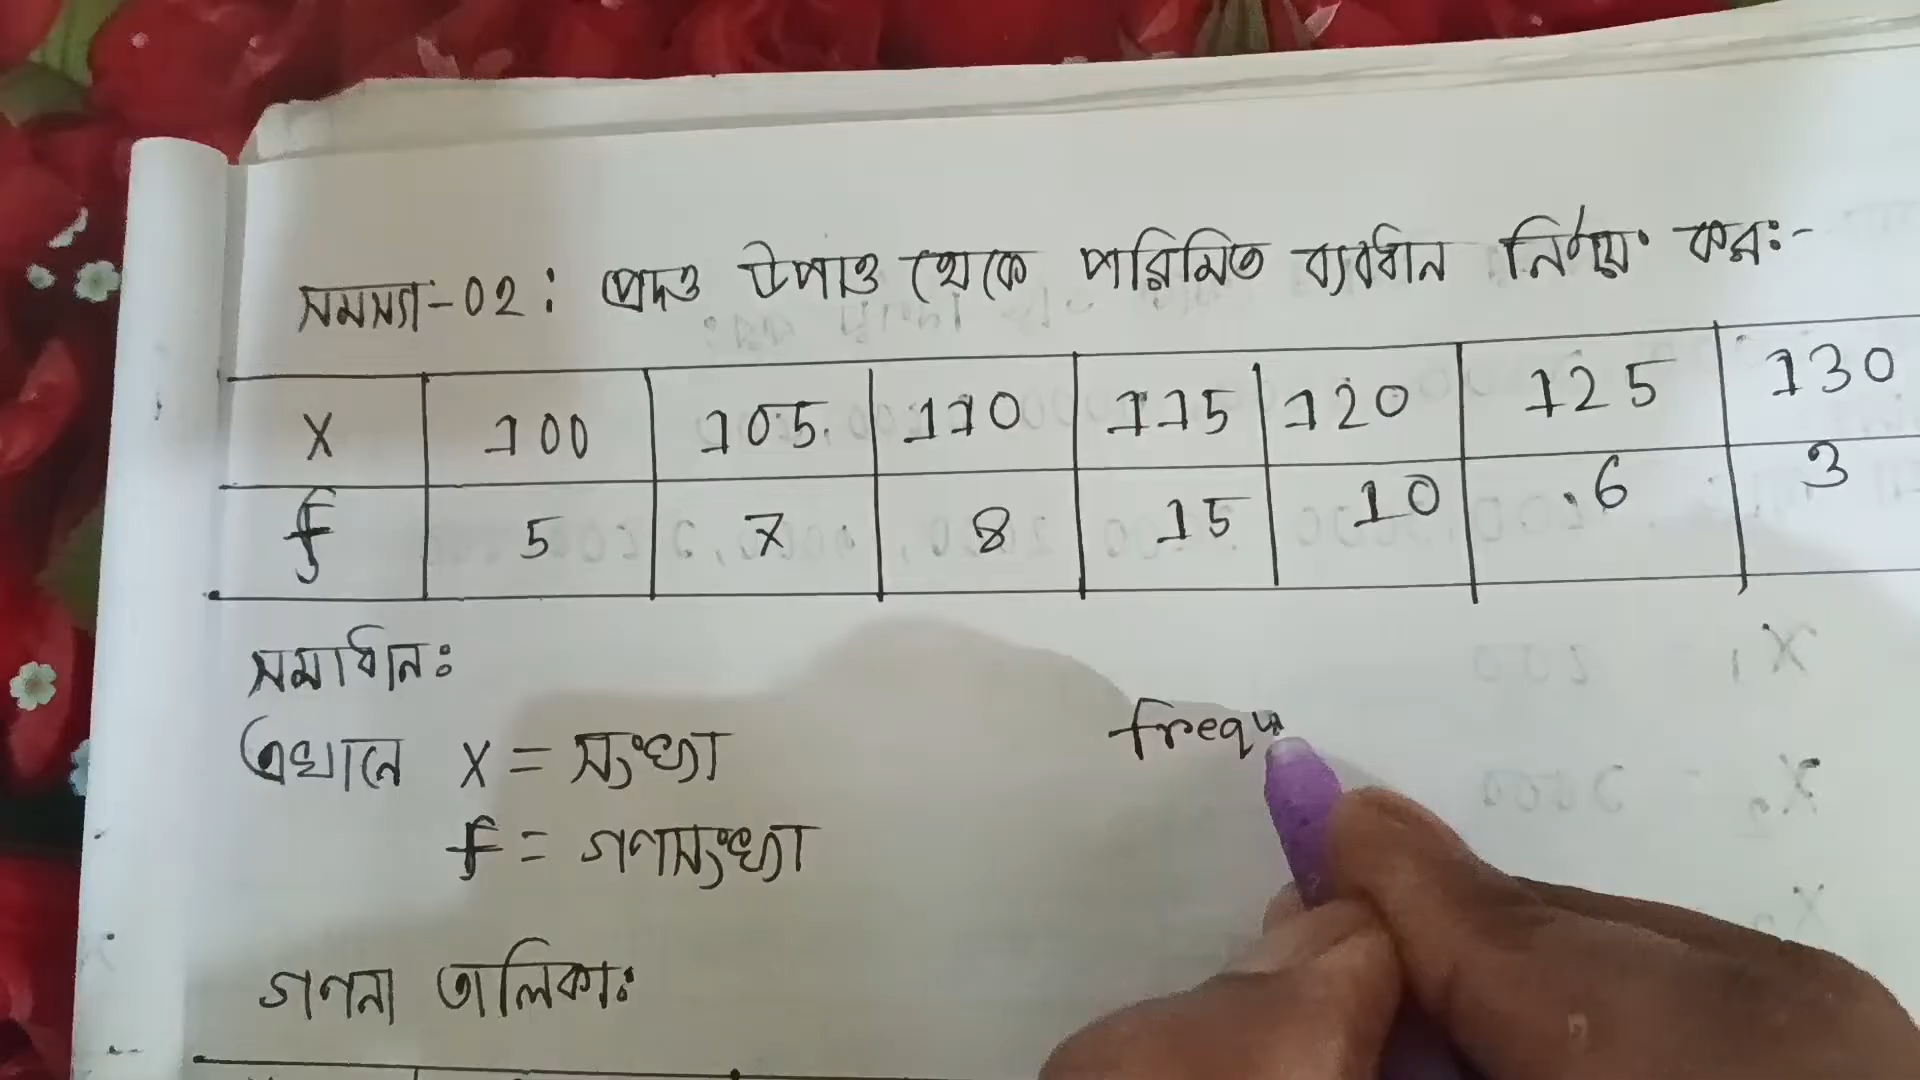 সমস্যা-02: প্রদত্ত উপাত্ত থেকে পরিমিত ব্যবধান নির্ণয় কর:-
X 100 105 110 115 120 125 130
f 5 7 8 15 10 6 3
সমাধান:
এখানে x = সংখ্যা
frequ
f = গণসংখ্যা
গণনা তালিকা: